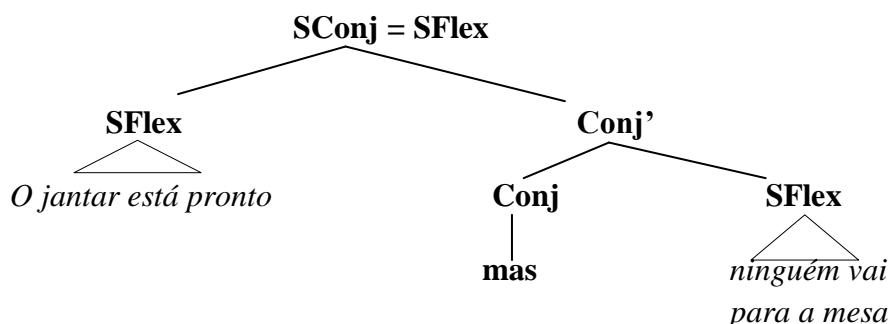 SConj = SFlex
SFlex
Conj’
O jantar está pronto
Conj
SFlex
mas
ninguém vai
para a mesa